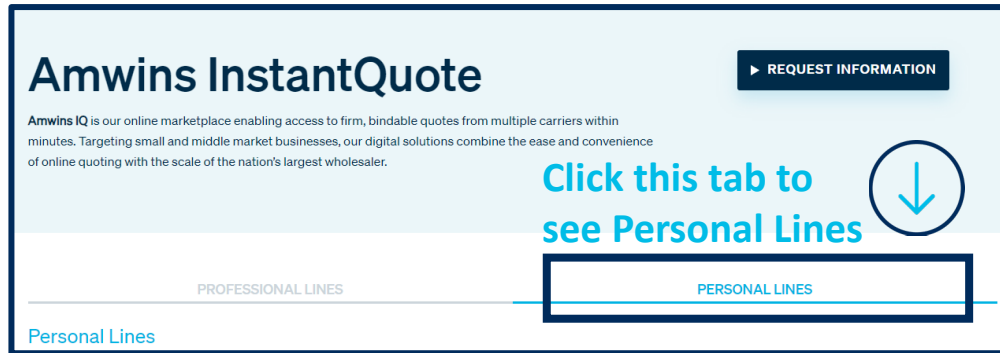 Amwins InstantQuote
▶ REQUEST INFORMATION
Amwins IQ is our online marketplace enabling access to firm, bindable quotes from multiple carriers within
minutes. Targeting small and middle market businesses, our digital solutions combine the ease and convenience
of online quoting with the scale of the nation's largest wholesaler.
Click this tab to
see Personal Lines
PROFESSIONAL LINES
PERSONAL LINES
Personal Lines